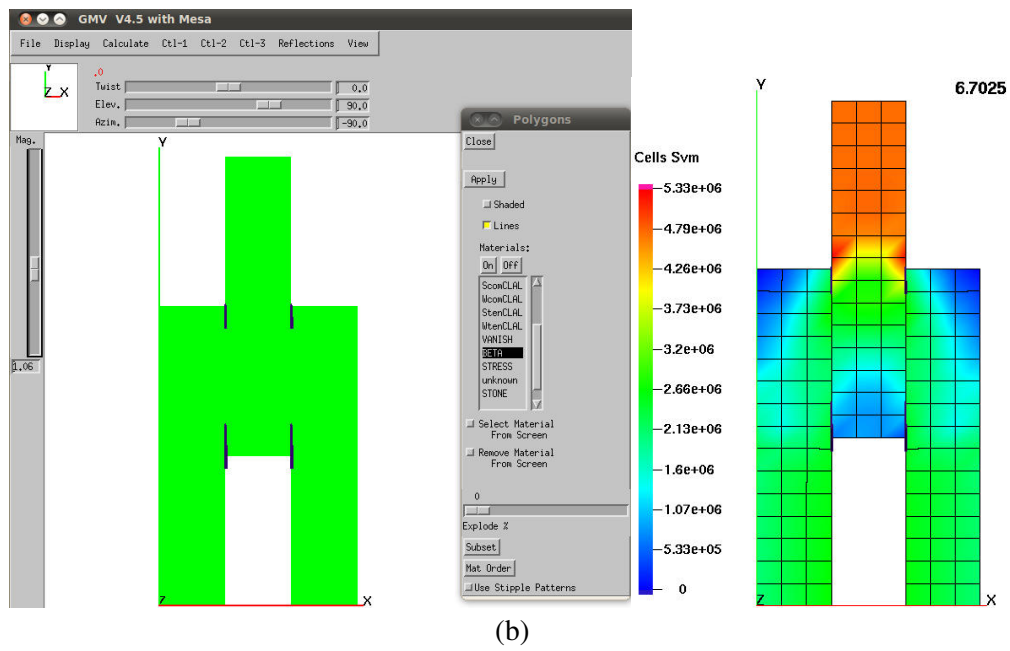 GMV V4.5 with Mesa
File Display Calculate Ctl-1 Ctl-2 Ctl-3 Reflections View
Y
Z X
.0
Twist 0.0
Elev. 90.0
Azim. -90.0
Mag.
1.06
Y
Z
X
Polygons
Close
Apply
Shaded
Lines
Materials:
On Off
ScomCLAL
WcomCLAL
StenCLAL
WtenCLAL
VANISH
BETA
STRESS
unknown
STONE
Select Material
From Screen
Remove Material
From Screen
0
Explode %
Subset
Mat Order
Use Stipple Patterns
Cells Svm
5.33e+06
4.79e+06
4.26e+06
3.73e+06
3.2e+06
2.66e+06
2.13e+06
1.6e+06
1.07e+06
5.33e+05
0
Y
6.7025
Z
X
(b)